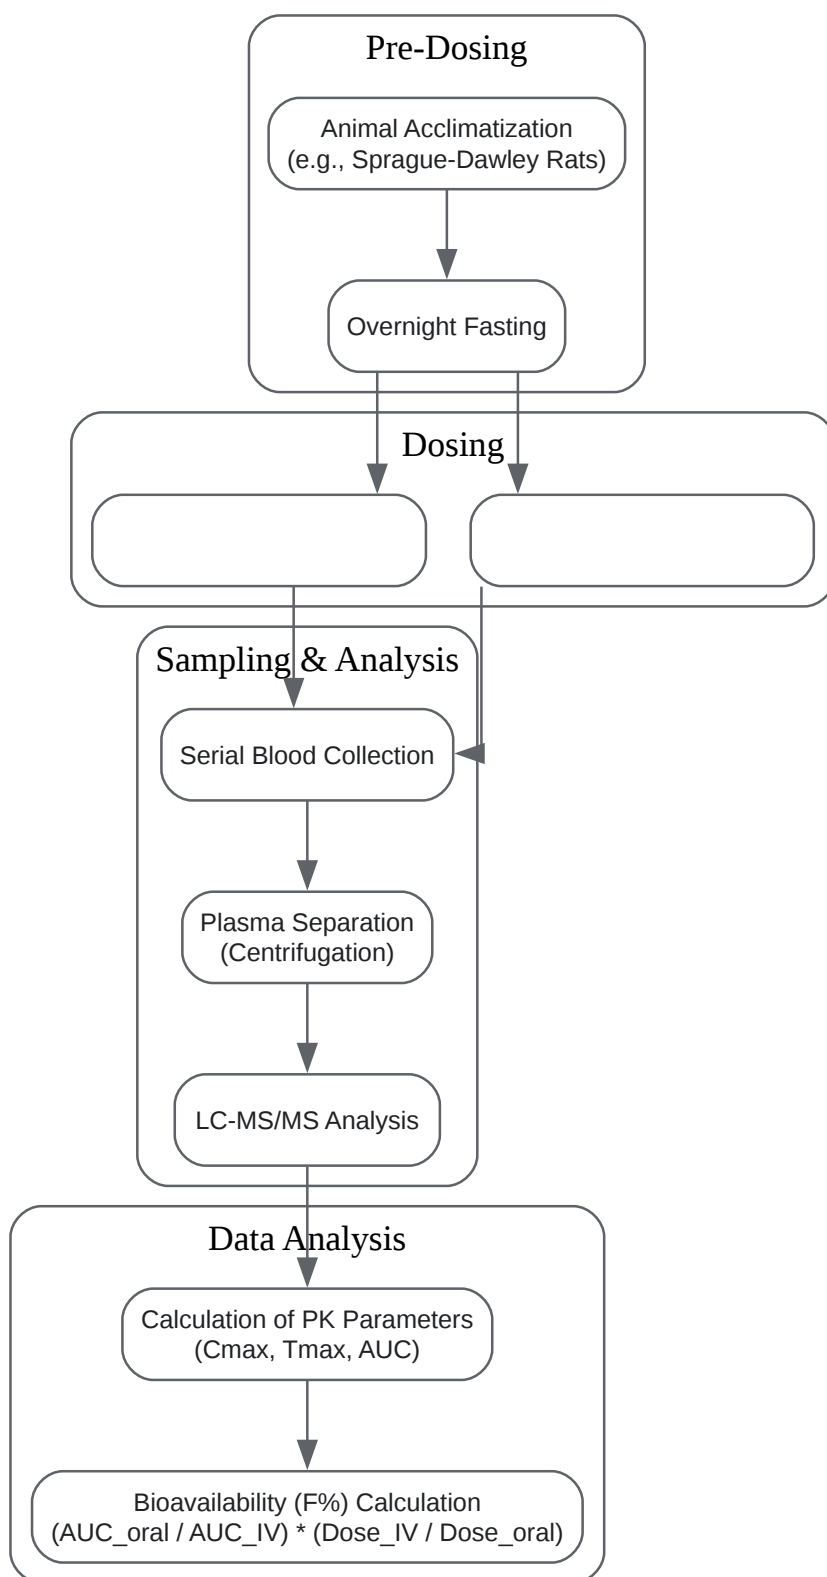 Pre-Dosing
Animal Acclimatization
(e.g., Sprague-Dawley Rats)
Overnight Fasting
Dosing
Sampling & Analysis
Serial Blood Collection
Plasma Separation
(Centrifugation)
LC-MS/MS Analysis
Data Analysis
Calculation of PK Parameters
(Cmax, Tmax, AUC)
Bioavailability (F%) Calculation
(AUC_oral / AUC_IV) * (Dose_IV / Dose_oral)